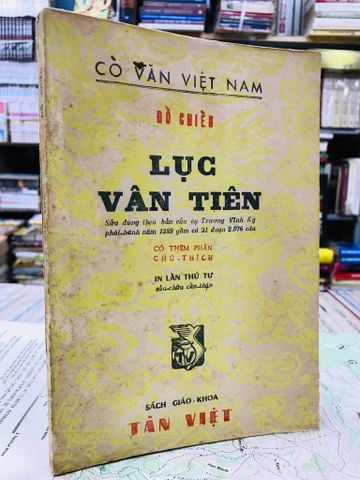 CỔ VĂN VIỆT NAM
ĐỒ CHIỂU
LỤC
VÂN TIÊN
Sửa đúng theo bản của cụ Trương Vĩnh Ký
phát-hành năm 1889 gồm có 21 đoạn 2.076 câu
CÓ THÊM PHẦN
CHÚ-THÍCH
IN LẦN THỨ TƯ
sửa-chữa cẩn-thận
SÁCH GIÁO-KHOA
TÂN VIỆT